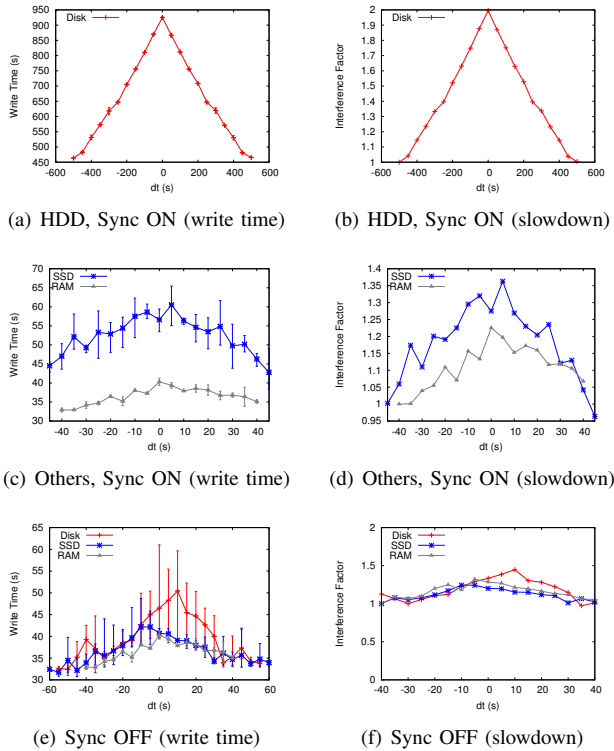 Disk
Write Time (s)
950
900
850
800
750
700
650
600
550
500
450
-600 -400 -200 0 200 400 600
dt (s)
(a) HDD, Sync ON (write time)
Disk
Interference Factor
2
1.9
1.8
1.7
1.6
1.5
1.4
1.3
1.2
1.1
1
-600 -400 -200 0 200 400 600
dt (s)
(b) HDD, Sync ON (slowdown)
SSD
RAM
Write Time (s)
70
65
60
55
50
45
40
35
30
-40 -30 -20 -10 0 10 20 30 40
dt (s)
(c) Others, Sync ON (write time)
SSD
RAM
Interference Factor
1.4
1.35
1.3
1.25
1.2
1.15
1.1
1.05
1
0.95
-40 -30 -20 -10 0 10 20 30 40
dt (s)
(d) Others, Sync ON (slowdown)
Disk
SSD
RAM
Write Time (s)
65
60
55
50
45
40
35
30
-60 -40 -20 0 20 40 60
dt (s)
(e) Sync OFF (write time)
Disk
SSD
RAM
Interference Factor
2
1.5
1
0.5
0
-40 -30 -20 -10 0 10 20 30 40
dt (s)
(f) Sync OFF (slowdown)